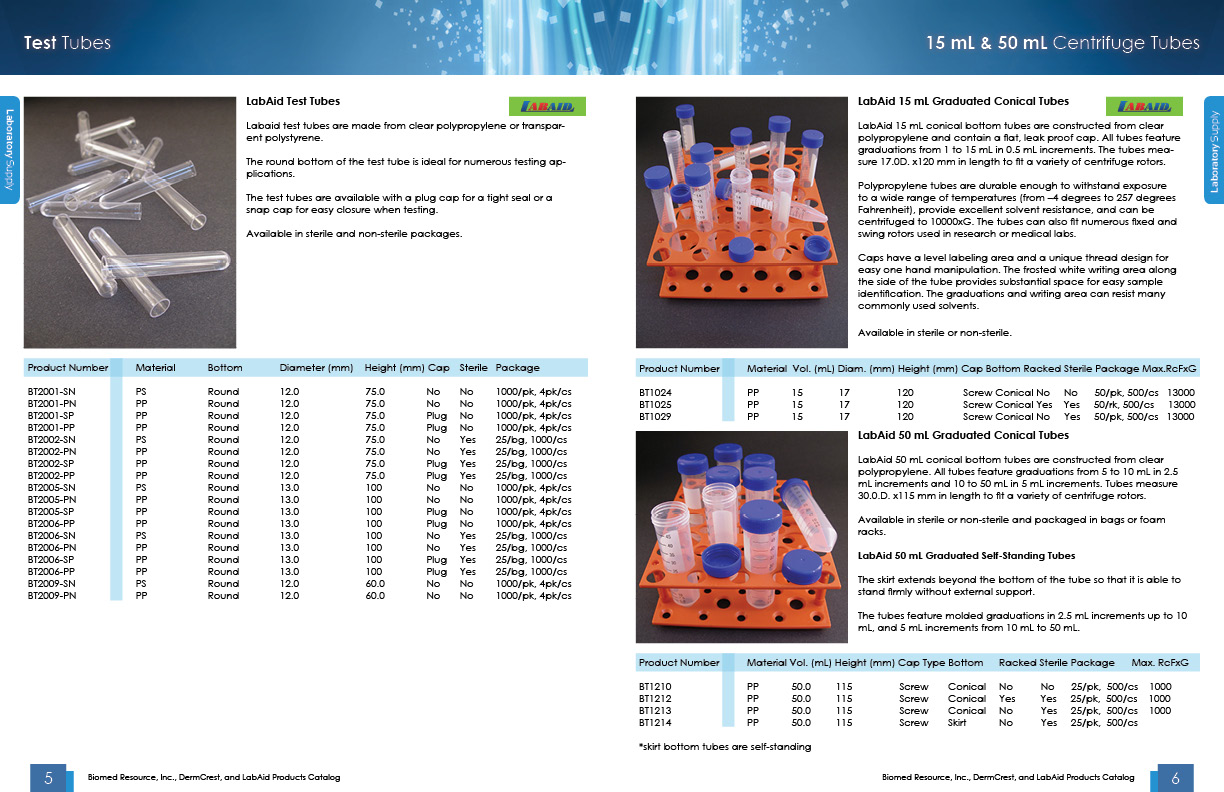 Test Tubes
Laboratory Supply
LabAid Test Tubes
LABAID
Labaid test tubes are made from clear polypropylene or transpar-
ent polystyrene.
The round bottom of the test tube is ideal for numerous testing ap-
plications.
The test tubes are available with a plug cap for a tight seal or a
snap cap for easy closure when testing.
Available in sterile and non-sterile packages.
Product Number Material Bottom Diameter (mm) Height (mm) Cap Sterile Package
BT2001-SN PS Round 12.0 75.0 No No 1000/pk, 4pk/cs
BT2001-PN PP Round 12.0 75.0 No No 1000/pk, 4pk/cs
BT2001-SP PP Round 12.0 75.0 Plug No 1000/pk, 4pk/cs
BT2001-PP PP Round 12.0 75.0 Plug No 1000/pk, 4pk/cs
BT2002-SN PS Round 12.0 75.0 No Yes 25/bg, 1000/cs
BT2002-PN PP Round 12.0 75.0 No Yes 25/bg, 1000/cs
BT2002-SP PP Round 12.0 75.0 Plug Yes 25/bg, 1000/cs
BT2002-PP PP Round 12.0 75.0 Plug Yes 25/bg, 1000/cs
BT2005-SN PS Round 13.0 100 No No 1000/pk, 4pk/cs
BT2005-PN PP Round 13.0 100 No No 1000/pk, 4pk/cs
BT2005-SP PP Round 13.0 100 Plug No 1000/pk, 4pk/cs
BT2006-PP PP Round 13.0 100 Plug No 1000/pk, 4pk/cs
BT2006-SN PS Round 13.0 100 No Yes 25/bg, 1000/cs
BT2006-PN PP Round 13.0 100 No Yes 25/bg, 1000/cs
BT2006-SP PP Round 13.0 100 Plug Yes 25/bg, 1000/cs
BT2006-PP PP Round 13.0 100 Plug Yes 25/bg, 1000/cs
BT2009-SN PS Round 12.0 60.0 No No 1000/pk, 4pk/cs
BT2009-PN PP Round 12.0 60.0 No No 1000/pk, 4pk/cs
5
Biomed Resource, Inc., DermCrest, and LabAid Products Catalog
15 mL & 50 mL Centrifuge Tubes
Laboratory Supply
LabAid 15 mL Graduated Conical Tubes
LABAID
LabAid 15 mL conical bottom tubes are constructed from clear
polypropylene and contain a flat, leak proof cap. All tubes feature
graduations from 1 to 15 mL in 0.5 mL increments. The tubes mea-
sure 17.0.D. x120 mm in length to fit a variety of centrifuge rotors.
Polypropylene tubes are durable enough to withstand exposure
to a wide range of temperatures (from –4 degrees to 257 degrees
Fahrenheit), provide excellent solvent resistance, and can be
centrifuged to 10000xG. The tubes can also fit numerous fixed and
swing rotors used in research or medical labs.
Caps have a level labeling area and a unique thread design for
easy one hand manipulation. The frosted white writing area along
the side of the tube provides substantial space for easy sample
identification. The graduations and writing area can resist many
commonly used solvents.
Available in sterile or non-sterile.
Product Number Material Vol. (mL) Diam. (mm) Height (mm) Cap Bottom Racked Sterile Package Max.RcFxG
BT1024 PP 15 17 120 Screw Conical No No 50/pk, 500/cs 13000
BT1025 PP 15 17 120 Screw Conical Yes Yes 50/rk, 500/cs 13000
BT1029 PP 15 17 120 Screw Conical No Yes 50/pk, 500/cs 13000
LabAid 50 mL Graduated Conical Tubes
LabAid 50 mL conical bottom tubes are constructed from clear
polypropylene. All tubes feature graduations from 5 to 10 mL in 2.5
mL increments and 10 to 50 mL in 5 mL increments. Tubes measure
30.0.D. x115 mm in length to fit a variety of centrifuge rotors.
Available in sterile or non-sterile and packaged in bags or foam
racks.
LabAid 50 mL Graduated Self-Standing Tubes
The skirt extends beyond the bottom of the tube so that it is able to
stand firmly without external support.
The tubes feature molded graduations in 2.5 mL increments up to 10
mL, and 5 mL increments from 10 mL to 50 mL.
Product Number Material Vol. (mL) Height (mm) Cap Type Bottom Racked Sterile Package Max. RcFxG
BT1210 PP 50.0 115 Screw Conical No No 25/pk, 500/cs 1000
BT1212 PP 50.0 115 Screw Conical Yes Yes 25/pk, 500/cs 1000
BT1213 PP 50.0 115 Screw Conical No Yes 25/pk, 500/cs 1000
BT1214 PP 50.0 115 Screw Skirt No Yes 25/pk, 500/cs
*skirt bottom tubes are self-standing
Biomed Resource, Inc., DermCrest, and LabAid Products Catalog
6